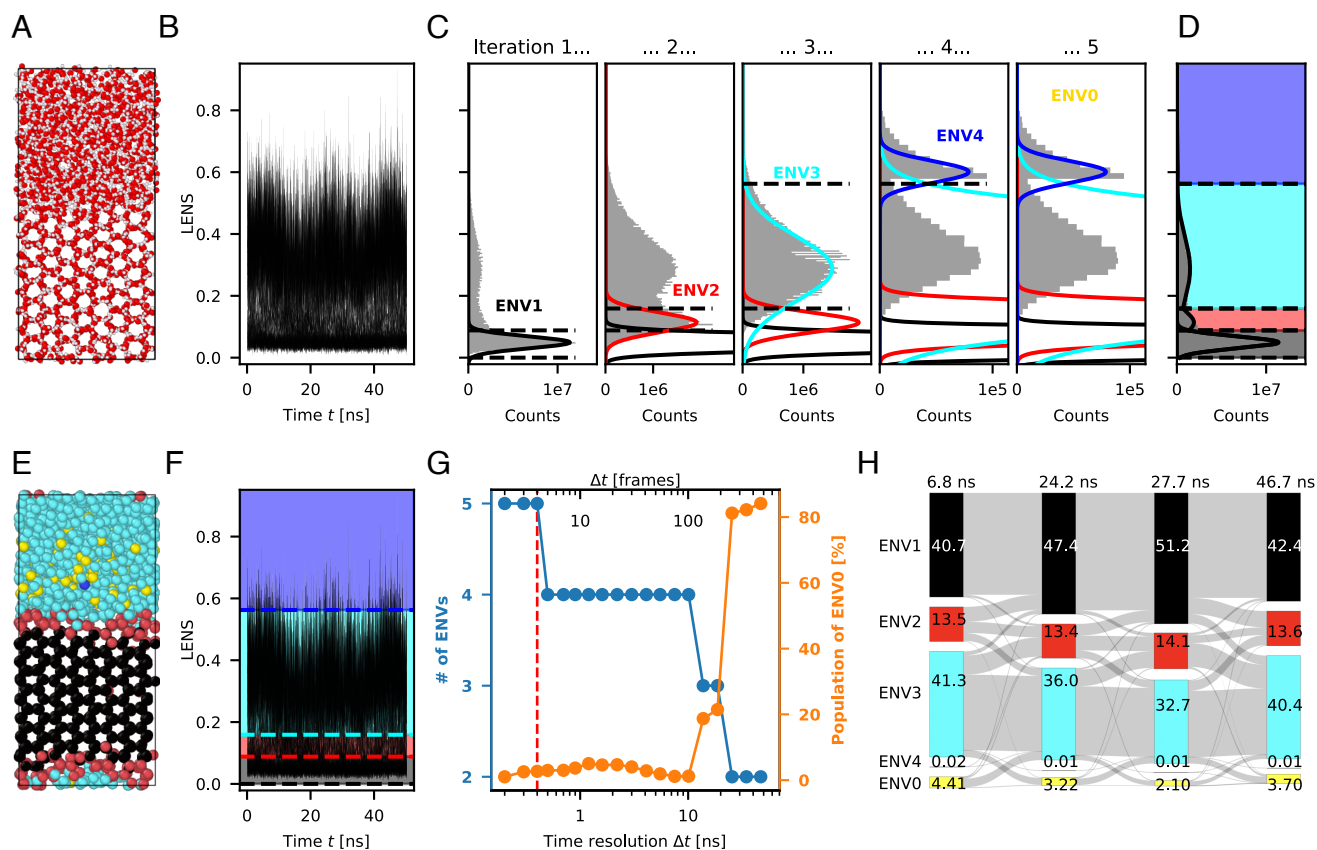 A
B
C
D
Iteration 1...
... 2...
... 3...
... 4...
... 5
LENS
0.8
0.6
0.4
0.2
0.0
ENV1
ENV2
ENV3
ENV4
ENV0
0 20 40
Time t [ns]
0 1e7
Counts
0 1e6
Counts
0 1e6
Counts
0 1e5
Counts
0 1e5
Counts
0 1e7
Counts
E
F
G
H
LENS
0.8
0.6
0.4
0.2
0.0
0 20 40
Time t [ns]
Δt [frames]
10 100
# of ENVs
5
4
3
2
80
60
40
20
0
Population of ENV0 [%]
1 10
Time resolution Δt [ns]
6.8 ns 24.2 ns 27.7 ns 46.7 ns
ENV1 40.7 47.4 51.2 42.4
ENV2 13.5 13.4 14.1 13.6
ENV3 41.3 36.0 32.7 40.4
ENV4 0.02 0.01 0.01 0.01
ENV0 4.41 3.22 2.10 3.70